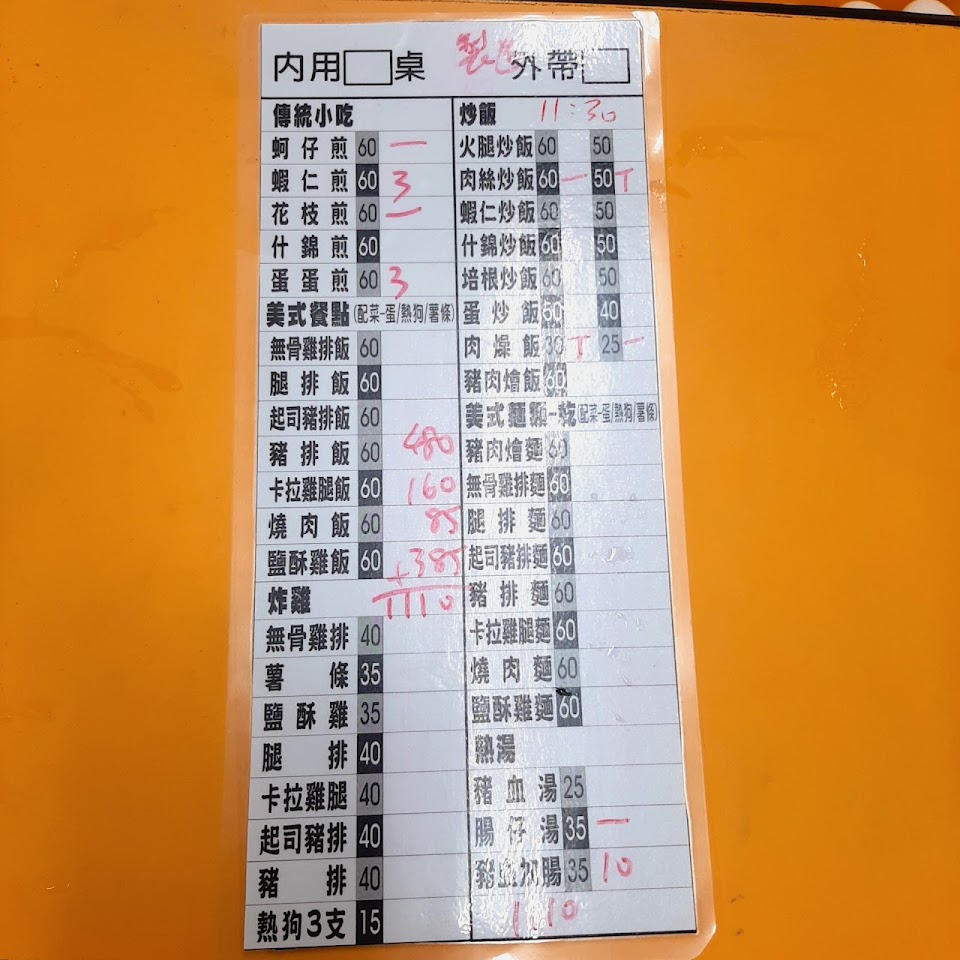 内用 桌 外帶
傳統小吃
蚵仔煎 60 一
蝦仁煎 60 3
花枝煎 60 一
什錦煎 60
蛋蛋煎 60 3
美式餐點(配菜-蛋/熱狗/薯條)
無骨雞排飯 60
腿排飯 60
起司豬排飯 60
豬排飯 60 480
卡拉雞腿飯 60 160
燒肉飯 60 85
鹽酥雞飯 60 +385
炸雞 1110
無骨雞排 40
薯條 35
鹽酥雞 35
腿排 40
卡拉雞腿 40
起司豬排 40
豬排 40
熱狗3支 15
炒飯 11:30
火腿炒飯 60 50
肉絲炒飯 60 一 50 T
蝦仁炒飯 60 50
什錦炒飯 60 50
培根炒飯 60 50
蛋炒飯 50 40
肉燥飯 30 T 25 一
豬肉燴飯 60
美式麵類-乾(配菜-蛋/熱狗/薯條)
豬肉燴麵 60
無骨雞排麵 60
腿排麵 60
起司豬排麵 60
豬排麵 60
卡拉雞腿麵 60
燒肉麵 60
鹽酥雞麵 60
熱湯
豬血湯 25
腸仔湯 35 一
豬血加腸 35 10
1110